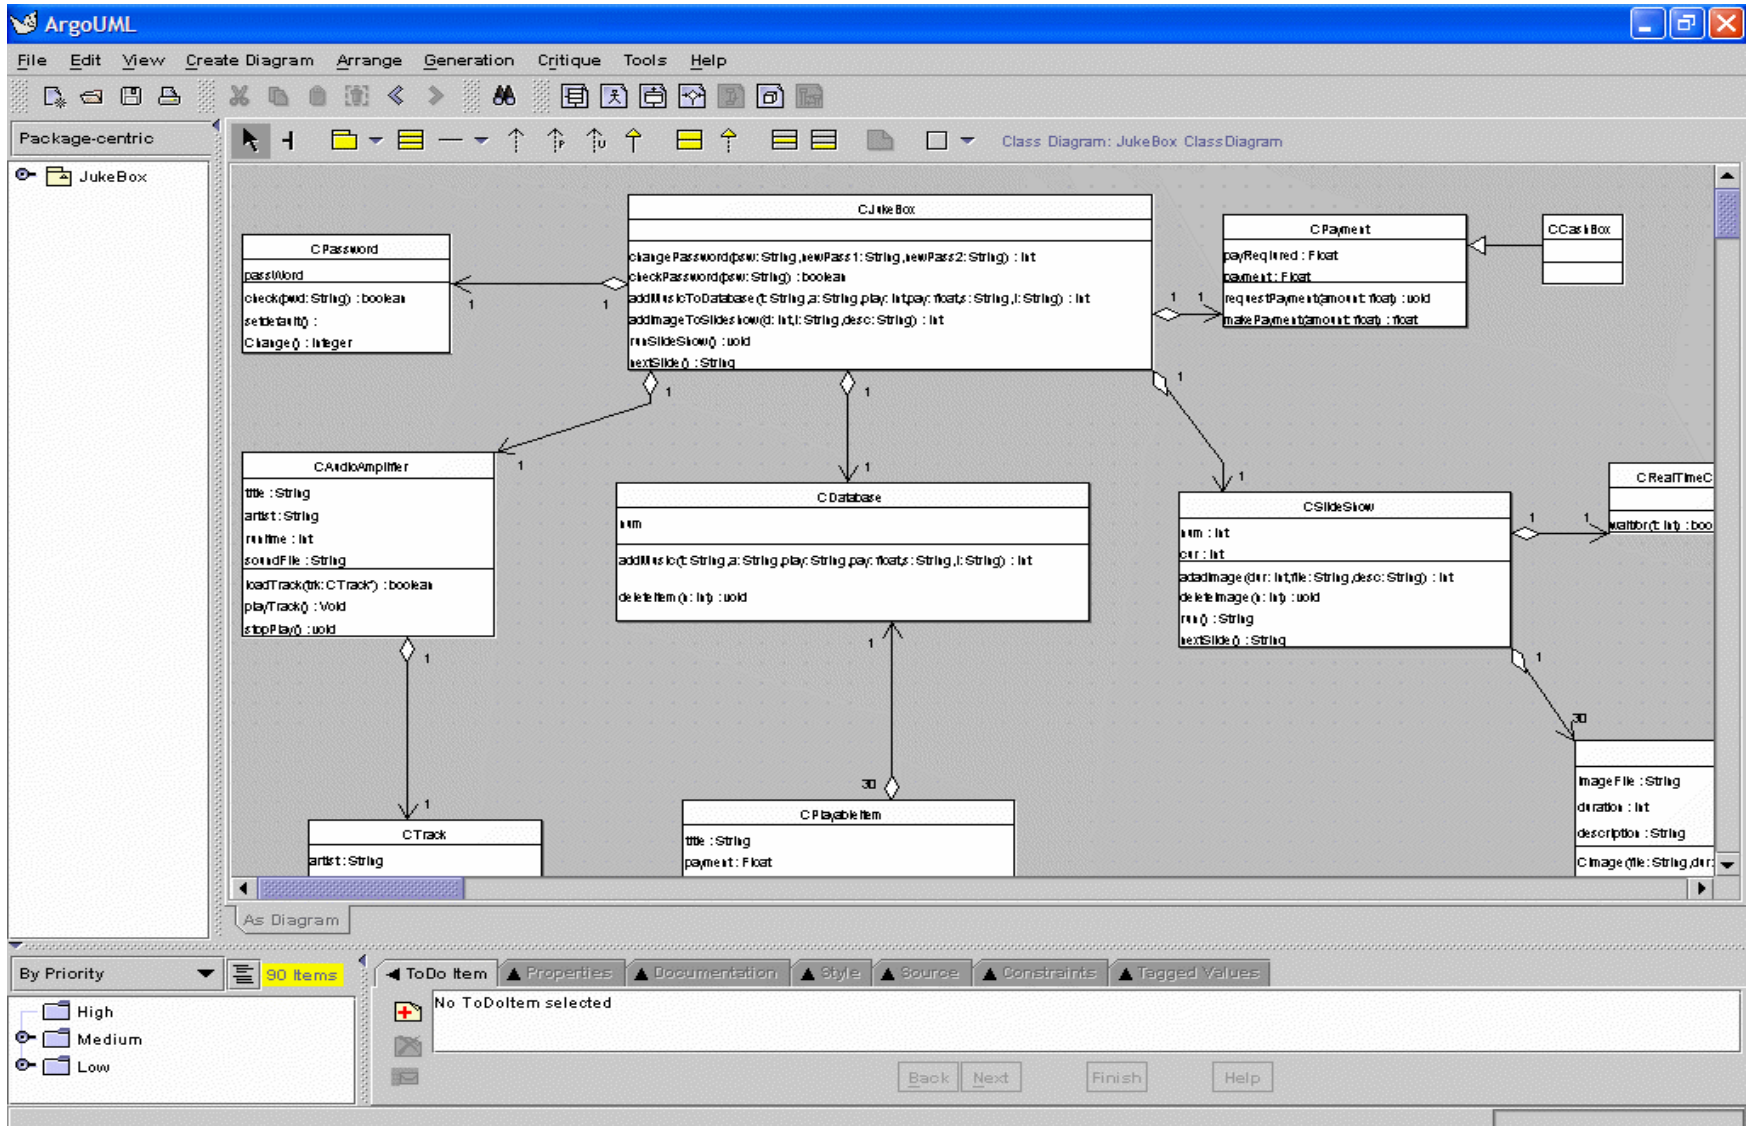 ArgoUML
File Edit View Create Diagram Arrange Generation Critique Tools Help
Package-centric
Class Diagram: JukeBox ClassDiagram
JukeBox
CJukeBox
changePassword(psw: String,newPass1: String,newPass2: String) : int
checkPassword(psw: String) : boolean
addMusicToDatabase(t: String,a: String,play: int,pay: float,s: String,l: String) : int
addImageToSlideshow(d: int,i: String,desc: String) : int
runSlideShow() : void
nextSlide() : String
CPassword
passWord
check(pwd: String) : boolean
setdefault() :
Change() : Integer
1
1
CPayment
payReqiured : Float
payment : Float
requestPayment(amount: float) : void
makePayment(amount: float) : float
1 1
CCashBox
1
1
1
1
1
1
CAudioAmplifier
title : String
artist : String
runtime : int
soundFile : String
loadTrack(trk: CTrack*) : boolean
playTrack() : Void
stopPlay() : void
1
1
CDatabase
num
addMusic(t: String,a: String,play: String,pay: float,s: String,l: String) : int
deleteItem(n: int) : void
1
30
CSlideShow
num : int
cur : int
adadImage(dur: int,file: String,desc: String) : int
deleteImage(n: int) : void
run() : String
nextSlide() : String
1 1
CRealTimeC
waitfor(t: int) : boo
1
30
CTrack
artist : String
CPlayableItem
title : String
payment : Float
imageFile : String
duration : int
description : String
CImage(file: String,dur:
As Diagram
By Priority
90 Items
High
Medium
Low
ToDo Item Properties Documentation Style Source Constraints Tagged Values
No ToDoItem selected
Back Next Finish Help